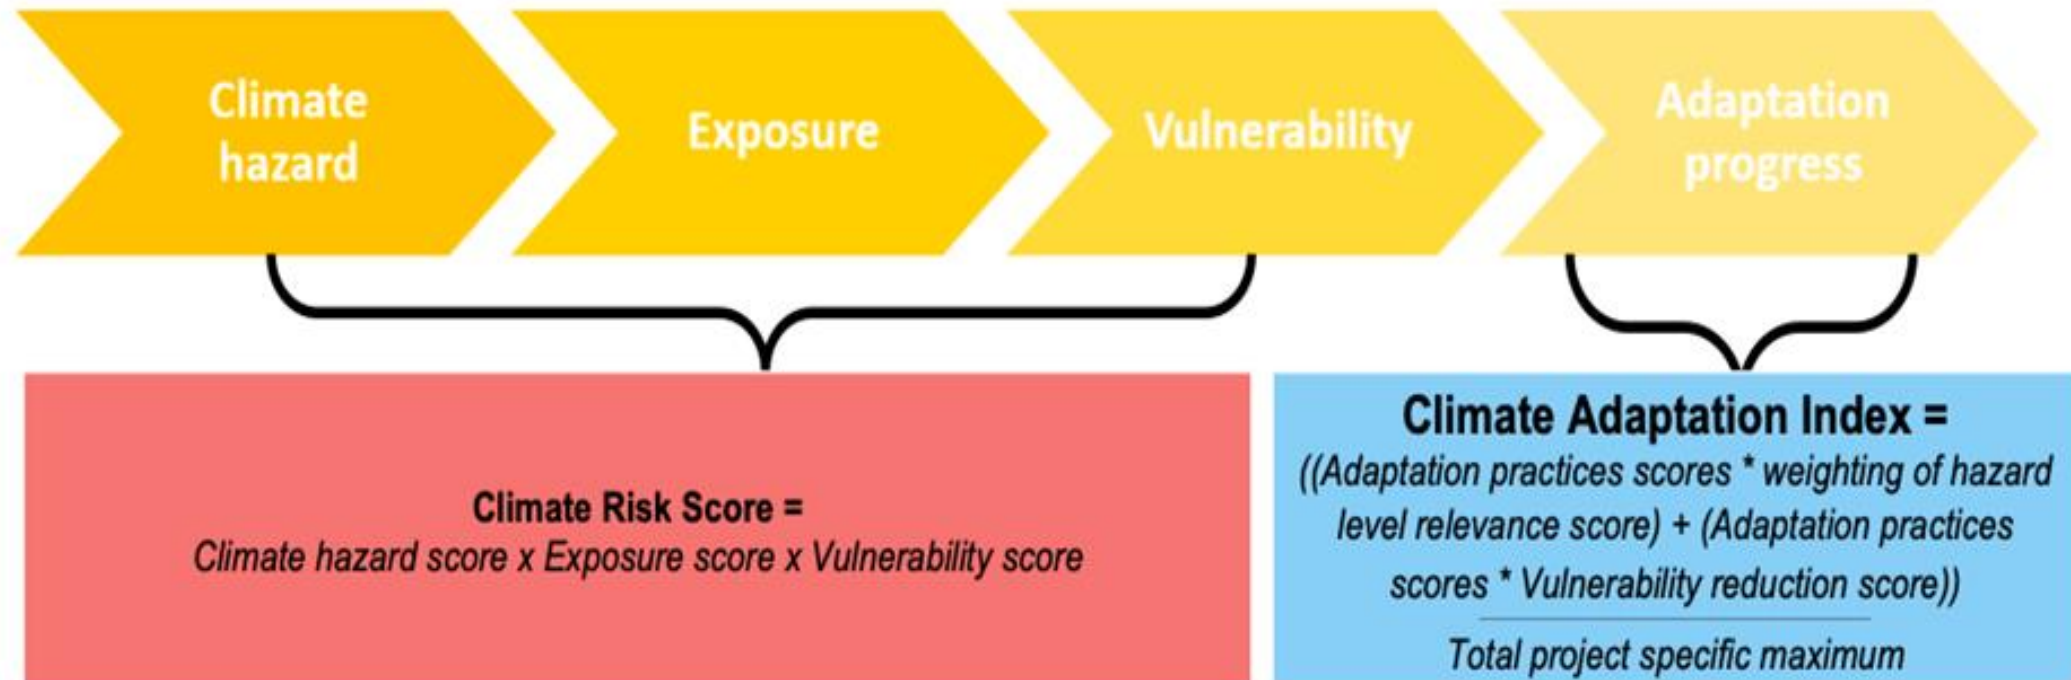 Climate
hazard
Exposure
Vulnerability
Adaptation
progress
Climate Risk Score =
Climate hazard score x Exposure score x Vulnerability score
Climate Adaptation Index =
((Adaptation practices scores * weighting of hazard
level relevance score) + (Adaptation practices
scores * Vulnerability reduction score))
Total project specific maximum